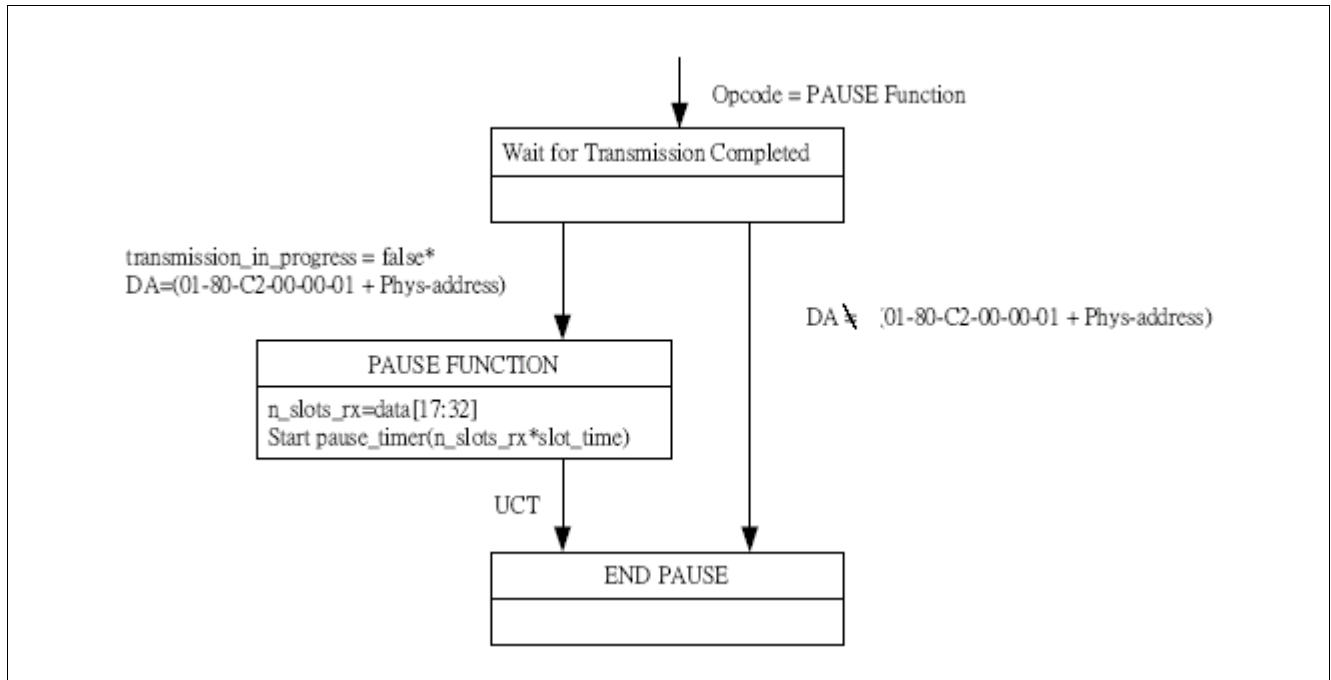 Opcode = PAUSE Function
Wait for Transmission Completed
transmission_in_progress = false*
DA=(01-80-C2-00-00-01 + Phys-address)
DA ≠ (01-80-C2-00-00-01 + Phys-address)
PAUSE FUNCTION
n_slots_rx=data[17:32]
Start pause_timer(n_slots_rx*slot_time)
UCT
END PAUSE